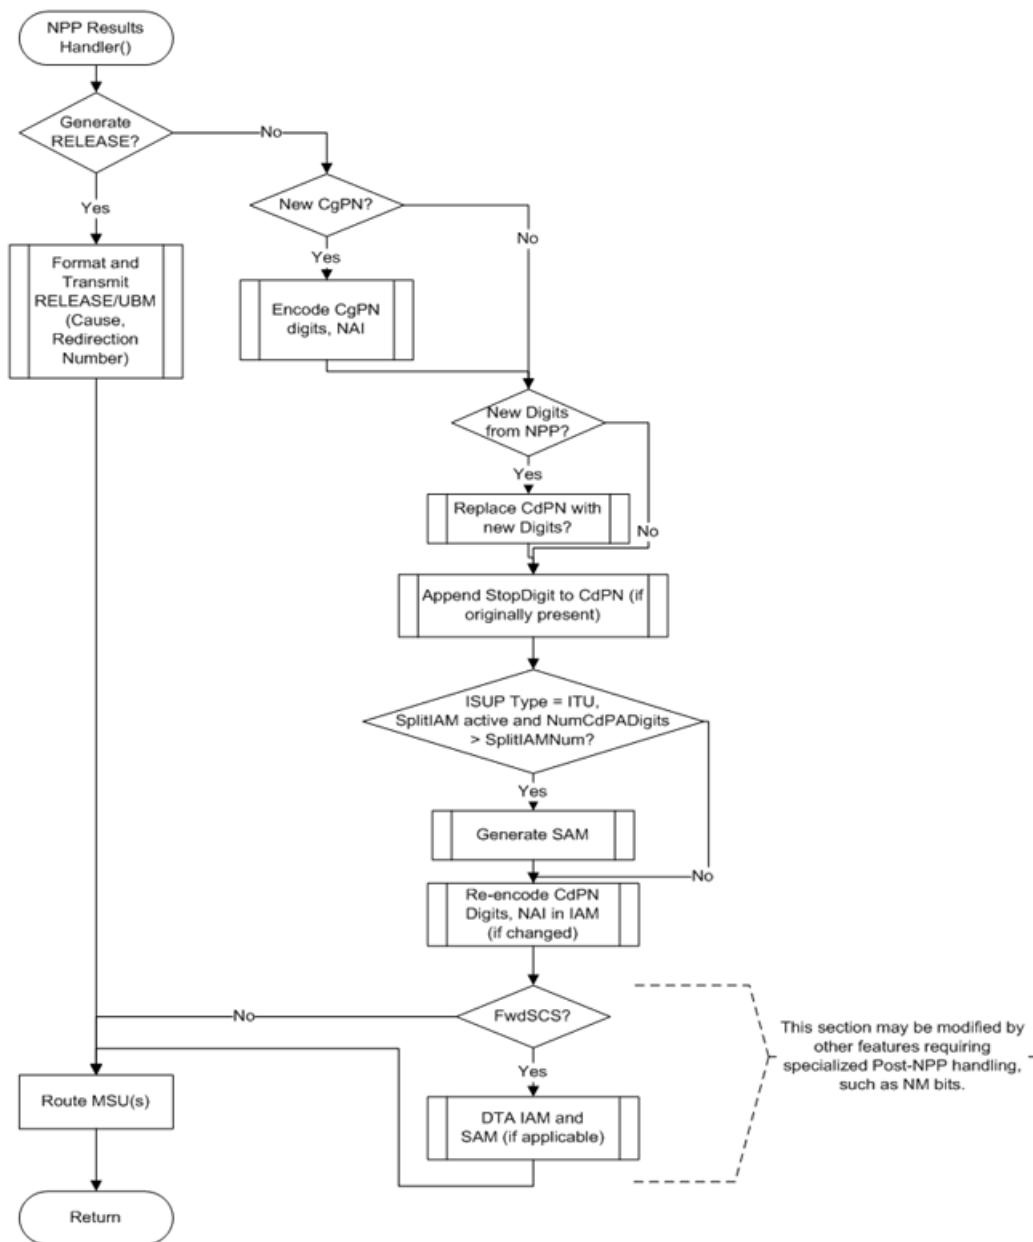 NPP Results
Handler()
Generate
RELEASE?
No
Yes
New CgPN?
No
Yes
Format and
Transmit
RELEASE/UBM
(Cause,
Redirection
Number)
Encode CgPN
digits, NAI
New Digits
from NPP?
Yes
No
Replace CdPN with
new Digits?
Append StopDigit to CdPN (if
originally present)
ISUP Type = ITU,
SplitIAM active and NumCdPADigits
> SplitIAMNum?
Yes
Generate SAM
No
Re-encode CdPN
Digits, NAI in IAM
(if changed)
FwdSCS?
No
Yes
This section may be modified by
other features requiring
specialized Post-NPP handling,
such as NM bits.
Route MSU(s)
DTA IAM and
SAM (if applicable)
Return